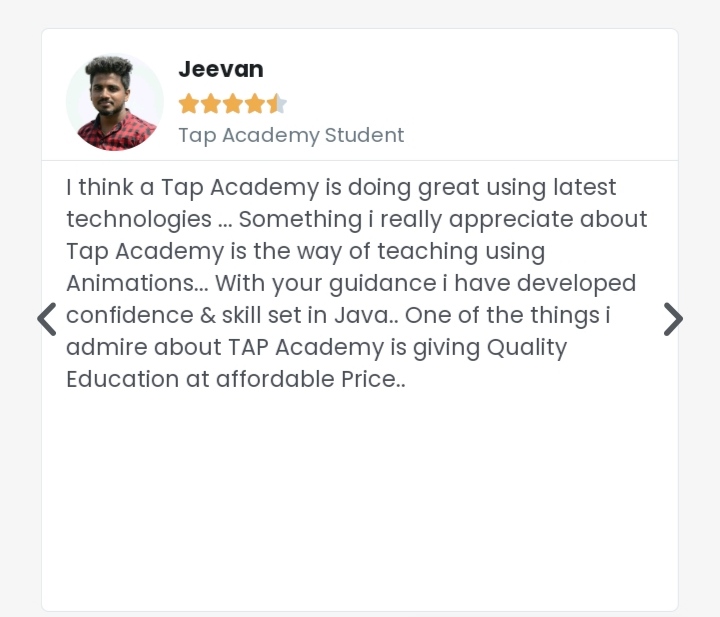 Jeevan
Tap Academy Student
I think a Tap Academy is doing great using latest
technologies ... Something i really appreciate about
Tap Academy is the way of teaching using
Animations... With your guidance i have developed
confidence & skill set in Java.. One of the things i
admire about TAP Academy is giving Quality
Education at affordable Price..